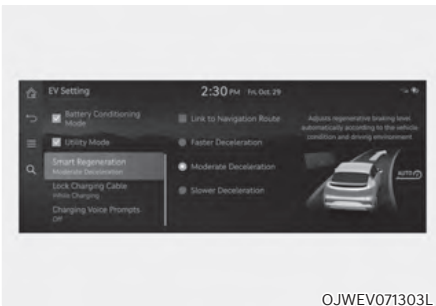 EV Setting
2:30 PM Fri. Oct. 29
Battery Conditioning
Mode
Utility Mode
Smart Regeneration
Moderate Deceleration
Lock Charging Cable
While Charging
Charging Voice Prompts
Off
Link to Navigation Route
Faster Deceleration
Moderate Deceleration
Slower Deceleration
Adjusts regenerative braking level
automatically according to the vehicle
condition and driving environment
AUTO
OJWEV071303L